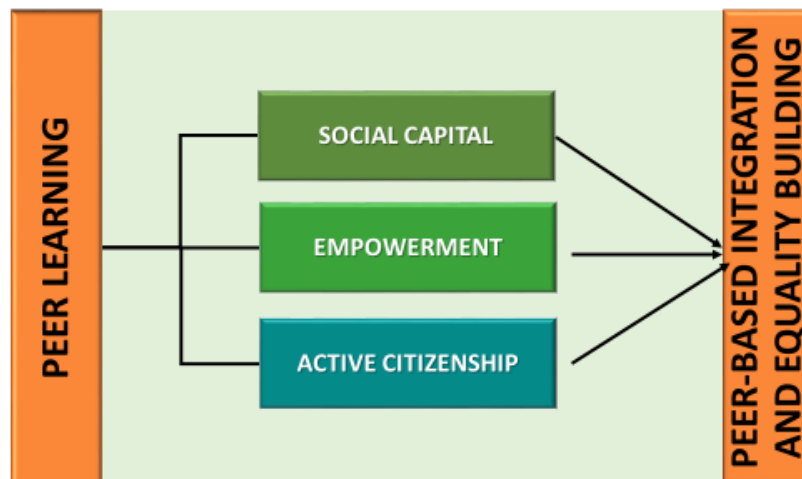 PEER LEARNING
SOCIAL CAPITAL
EMPOWERMENT
ACTIVE CITIZENSHIP
PEER-BASED INTEGRATION
AND EQUALITY BUILDING